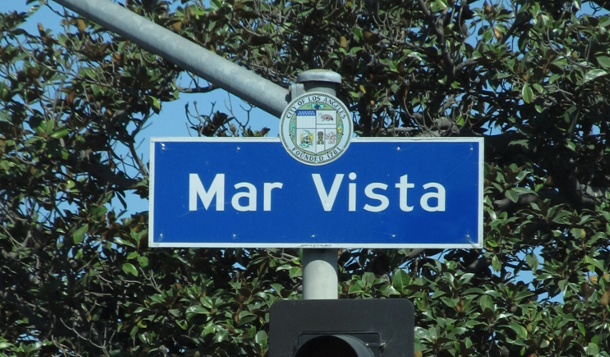 CITY OF LOS ANGELES
FOUNDED 1781
Mar Vista